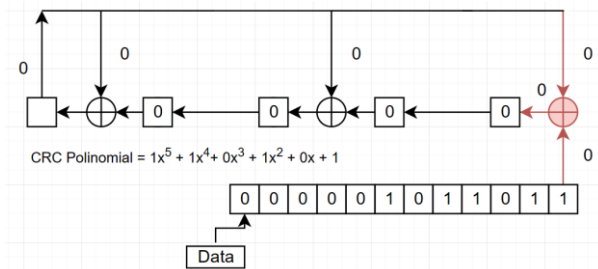 0 0 0 0
0 0 0 0 0
CRC Polinomial = 1x⁵ + 1x⁴+ 0x³ + 1x² + 0x + 1
0
0 0 0 0 0 1 0 1 1 0 1 1
Data